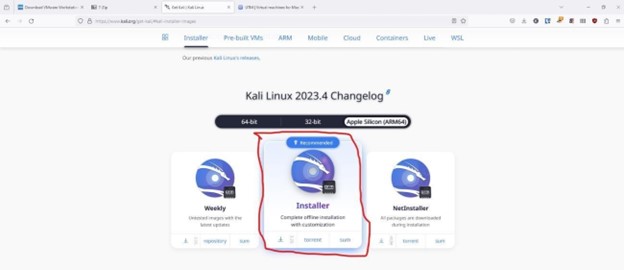 Download VMware Workstation
7-Zip
Get Kali | Kali Linux
UTM | Virtual machines for Mac
https://www.kali.org/get-kali/#kali-installer-images
Installer Pre-built VMs ARM Mobile Cloud Containers Live WSL
Our previous Kali Linux's releases.
Kali Linux 2023.4 Changelog
64-bit 32-bit Apple Silicon (ARM64)
Recommended
Weekly
Untested images with the
latest updates
repository sum
Installer
Complete offline installation
with customization
torrent sum
NetInstaller
All packages are downloaded
during installation
torrent sum